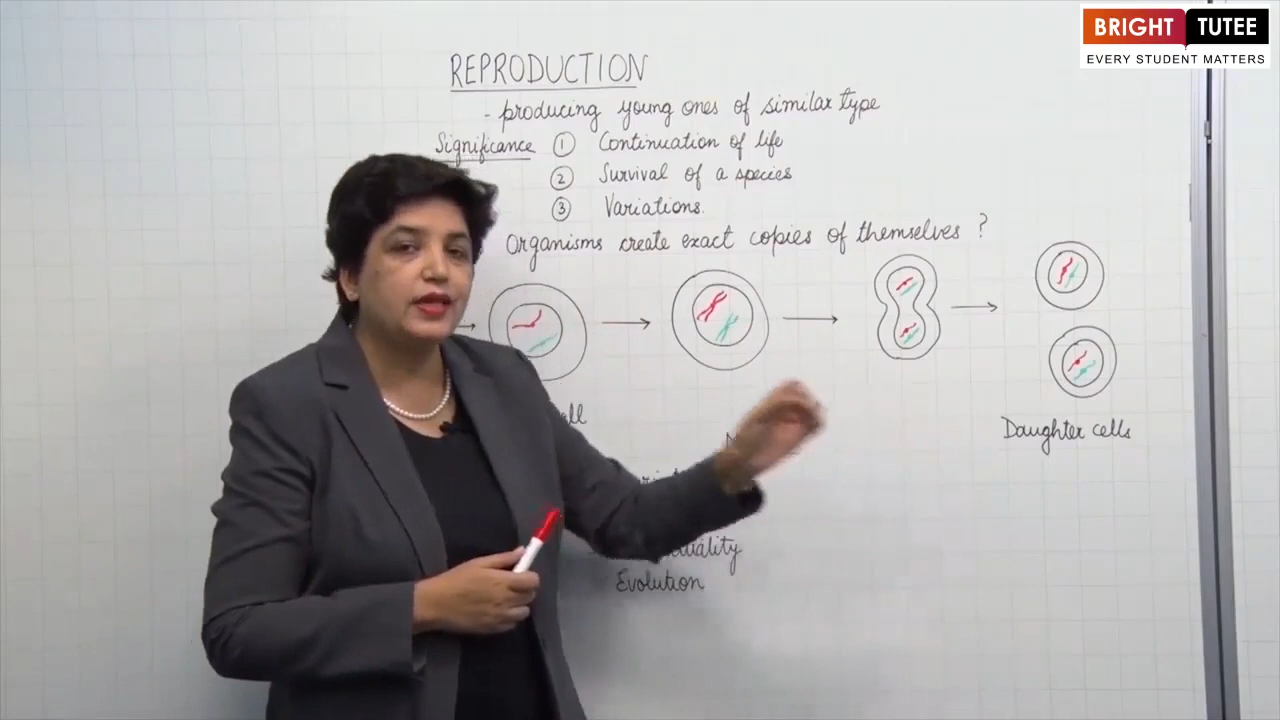 BRIGHT TUTEE
EVERY STUDENT MATTERS
REPRODUCTION
- producing young ones of similar type
Significance ① Continuation of life
② Survival of a species
③ Variations.
Organisms create exact copies of themselves ?
Daughter cells
Evolution